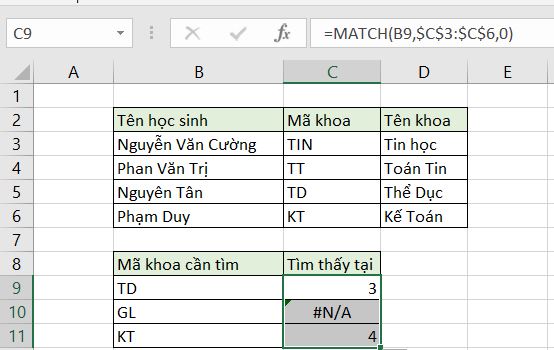 C9 fx =MATCH(B9,$C$3:$C$6,0)
A B C D E
1
2 Tên học sinh Mã khoa Tên khoa
3 Nguyễn Văn Cường TIN Tin học
4 Phan Văn Trị TT Toán Tin
5 Nguyên Tân TD Thể Dục
6 Phạm Duy KT Kế Toán
7
8 Mã khoa cần tìm Tìm thấy tại
9 TD 3
10 GL #N/A
11 KT 4